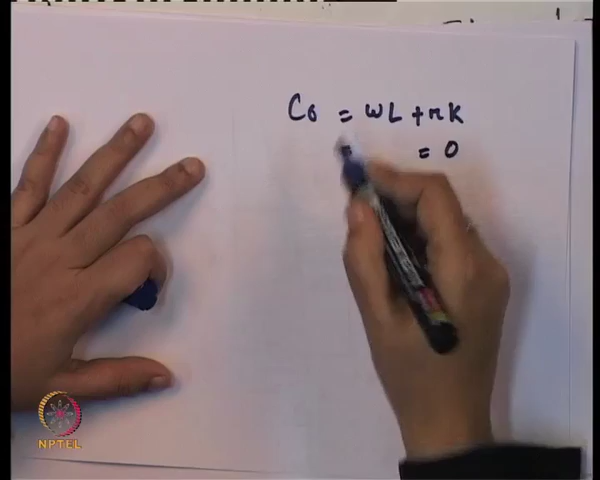 C₀ = wL + rK
= 0
NPTEL